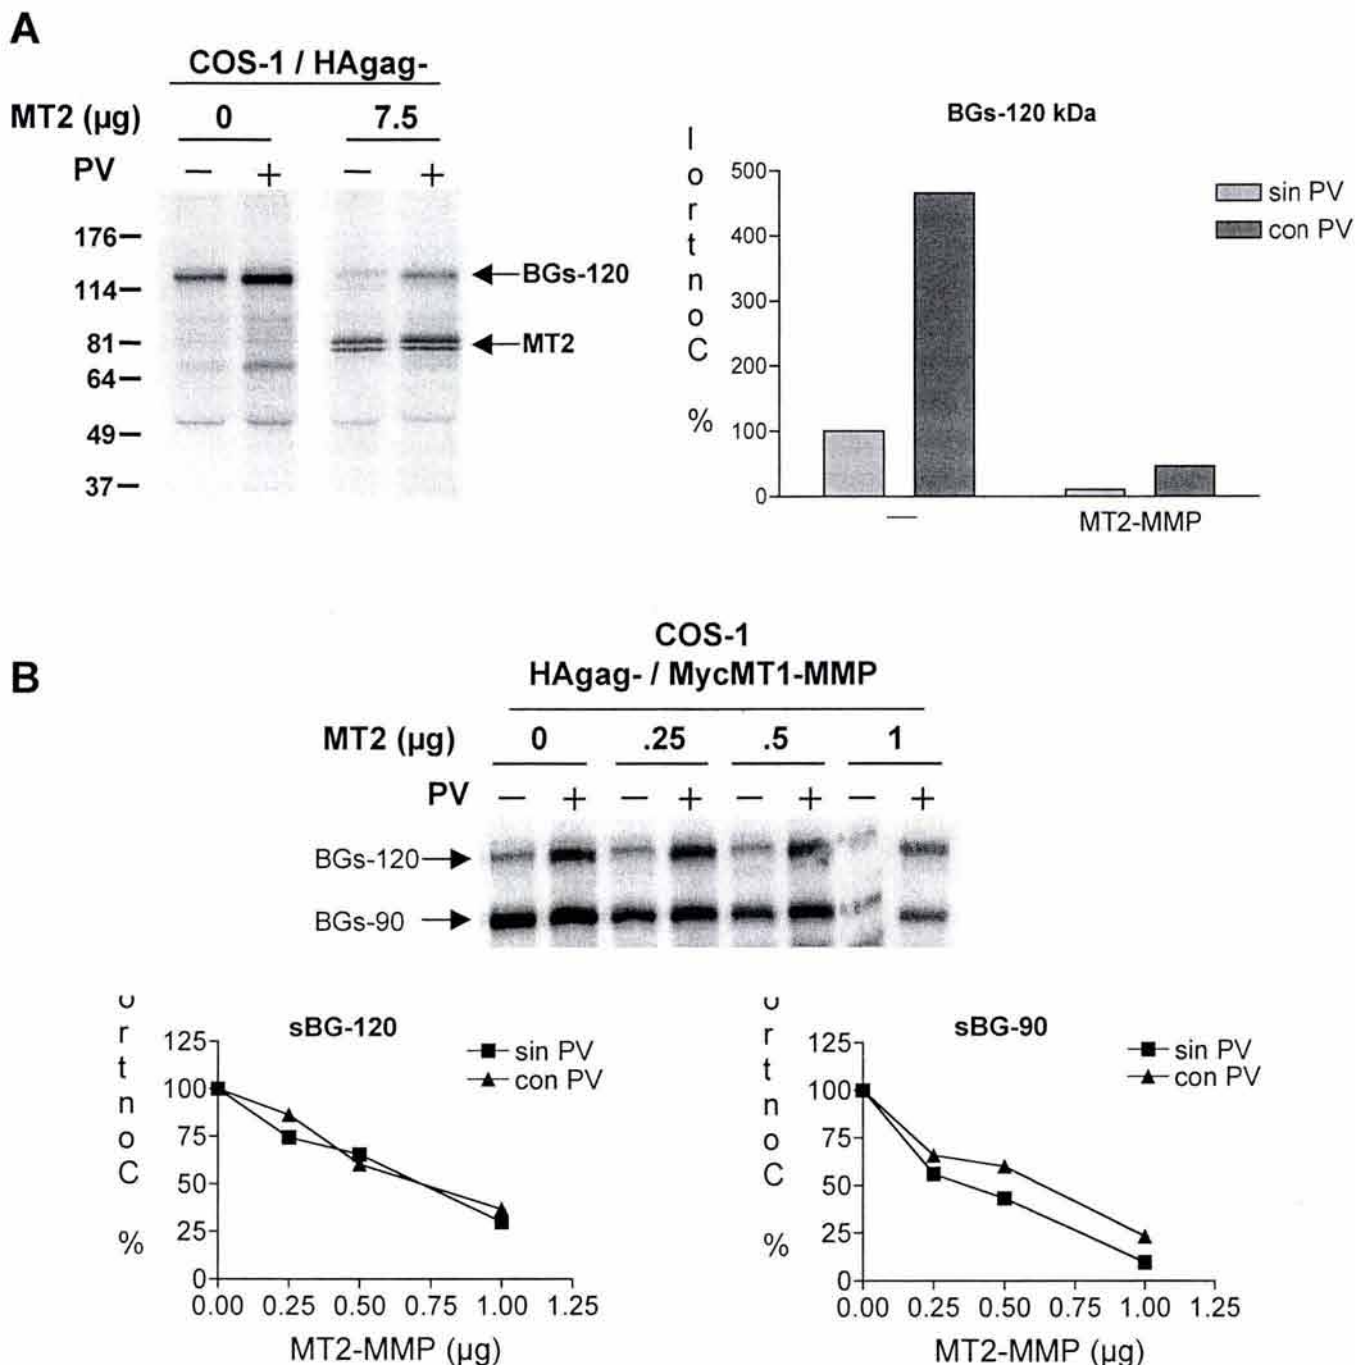 A
COS-1 / HAgag-
MT2 (µg) 0 7.5
PV — + — +
176
114
81
64
49
37
BGs-120
MT2
BGs-120 kDa
% Control
500
400
300
200
100
0
sin PV
con PV
— MT2-MMP
B
COS-1
HAgag- / MycMT1-MMP
MT2 (µg) 0 .25 .5 1
PV — + — + — + — +
BGs-120
BGs-90
sBG-120
% Contro
125
100
75
50
25
0
sin PV
con PV
0.00 0.25 0.50 0.75 1.00 1.25
MT2-MMP (µg)
sBG-90
% Contro
125
100
75
50
25
0
sin PV
con PV
0.00 0.25 0.50 0.75 1.00 1.25
MT2-MMP (µg)